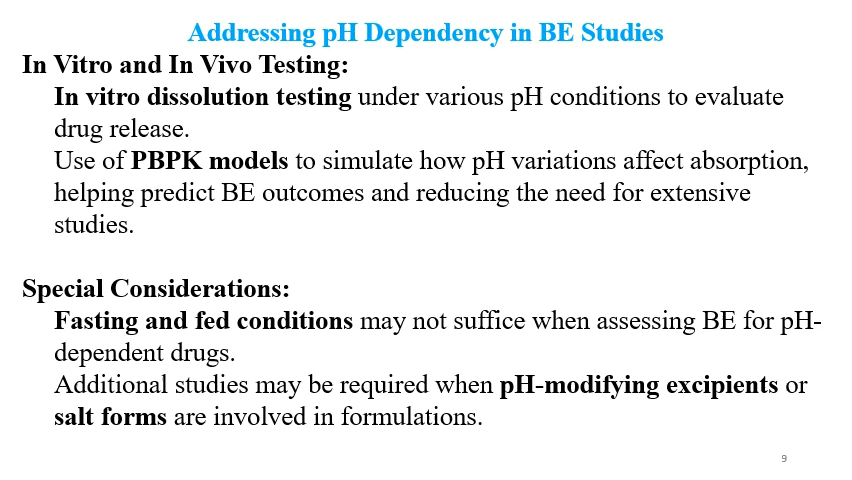 Addressing pH Dependency in BE Studies
In Vitro and In Vivo Testing:
In vitro dissolution testing under various pH conditions to evaluate
drug release.
Use of PBPK models to simulate how pH variations affect absorption,
helping predict BE outcomes and reducing the need for extensive
studies.
Special Considerations:
Fasting and fed conditions may not suffice when assessing BE for pH-
dependent drugs.
Additional studies may be required when pH-modifying excipients or
salt forms are involved in formulations.
9